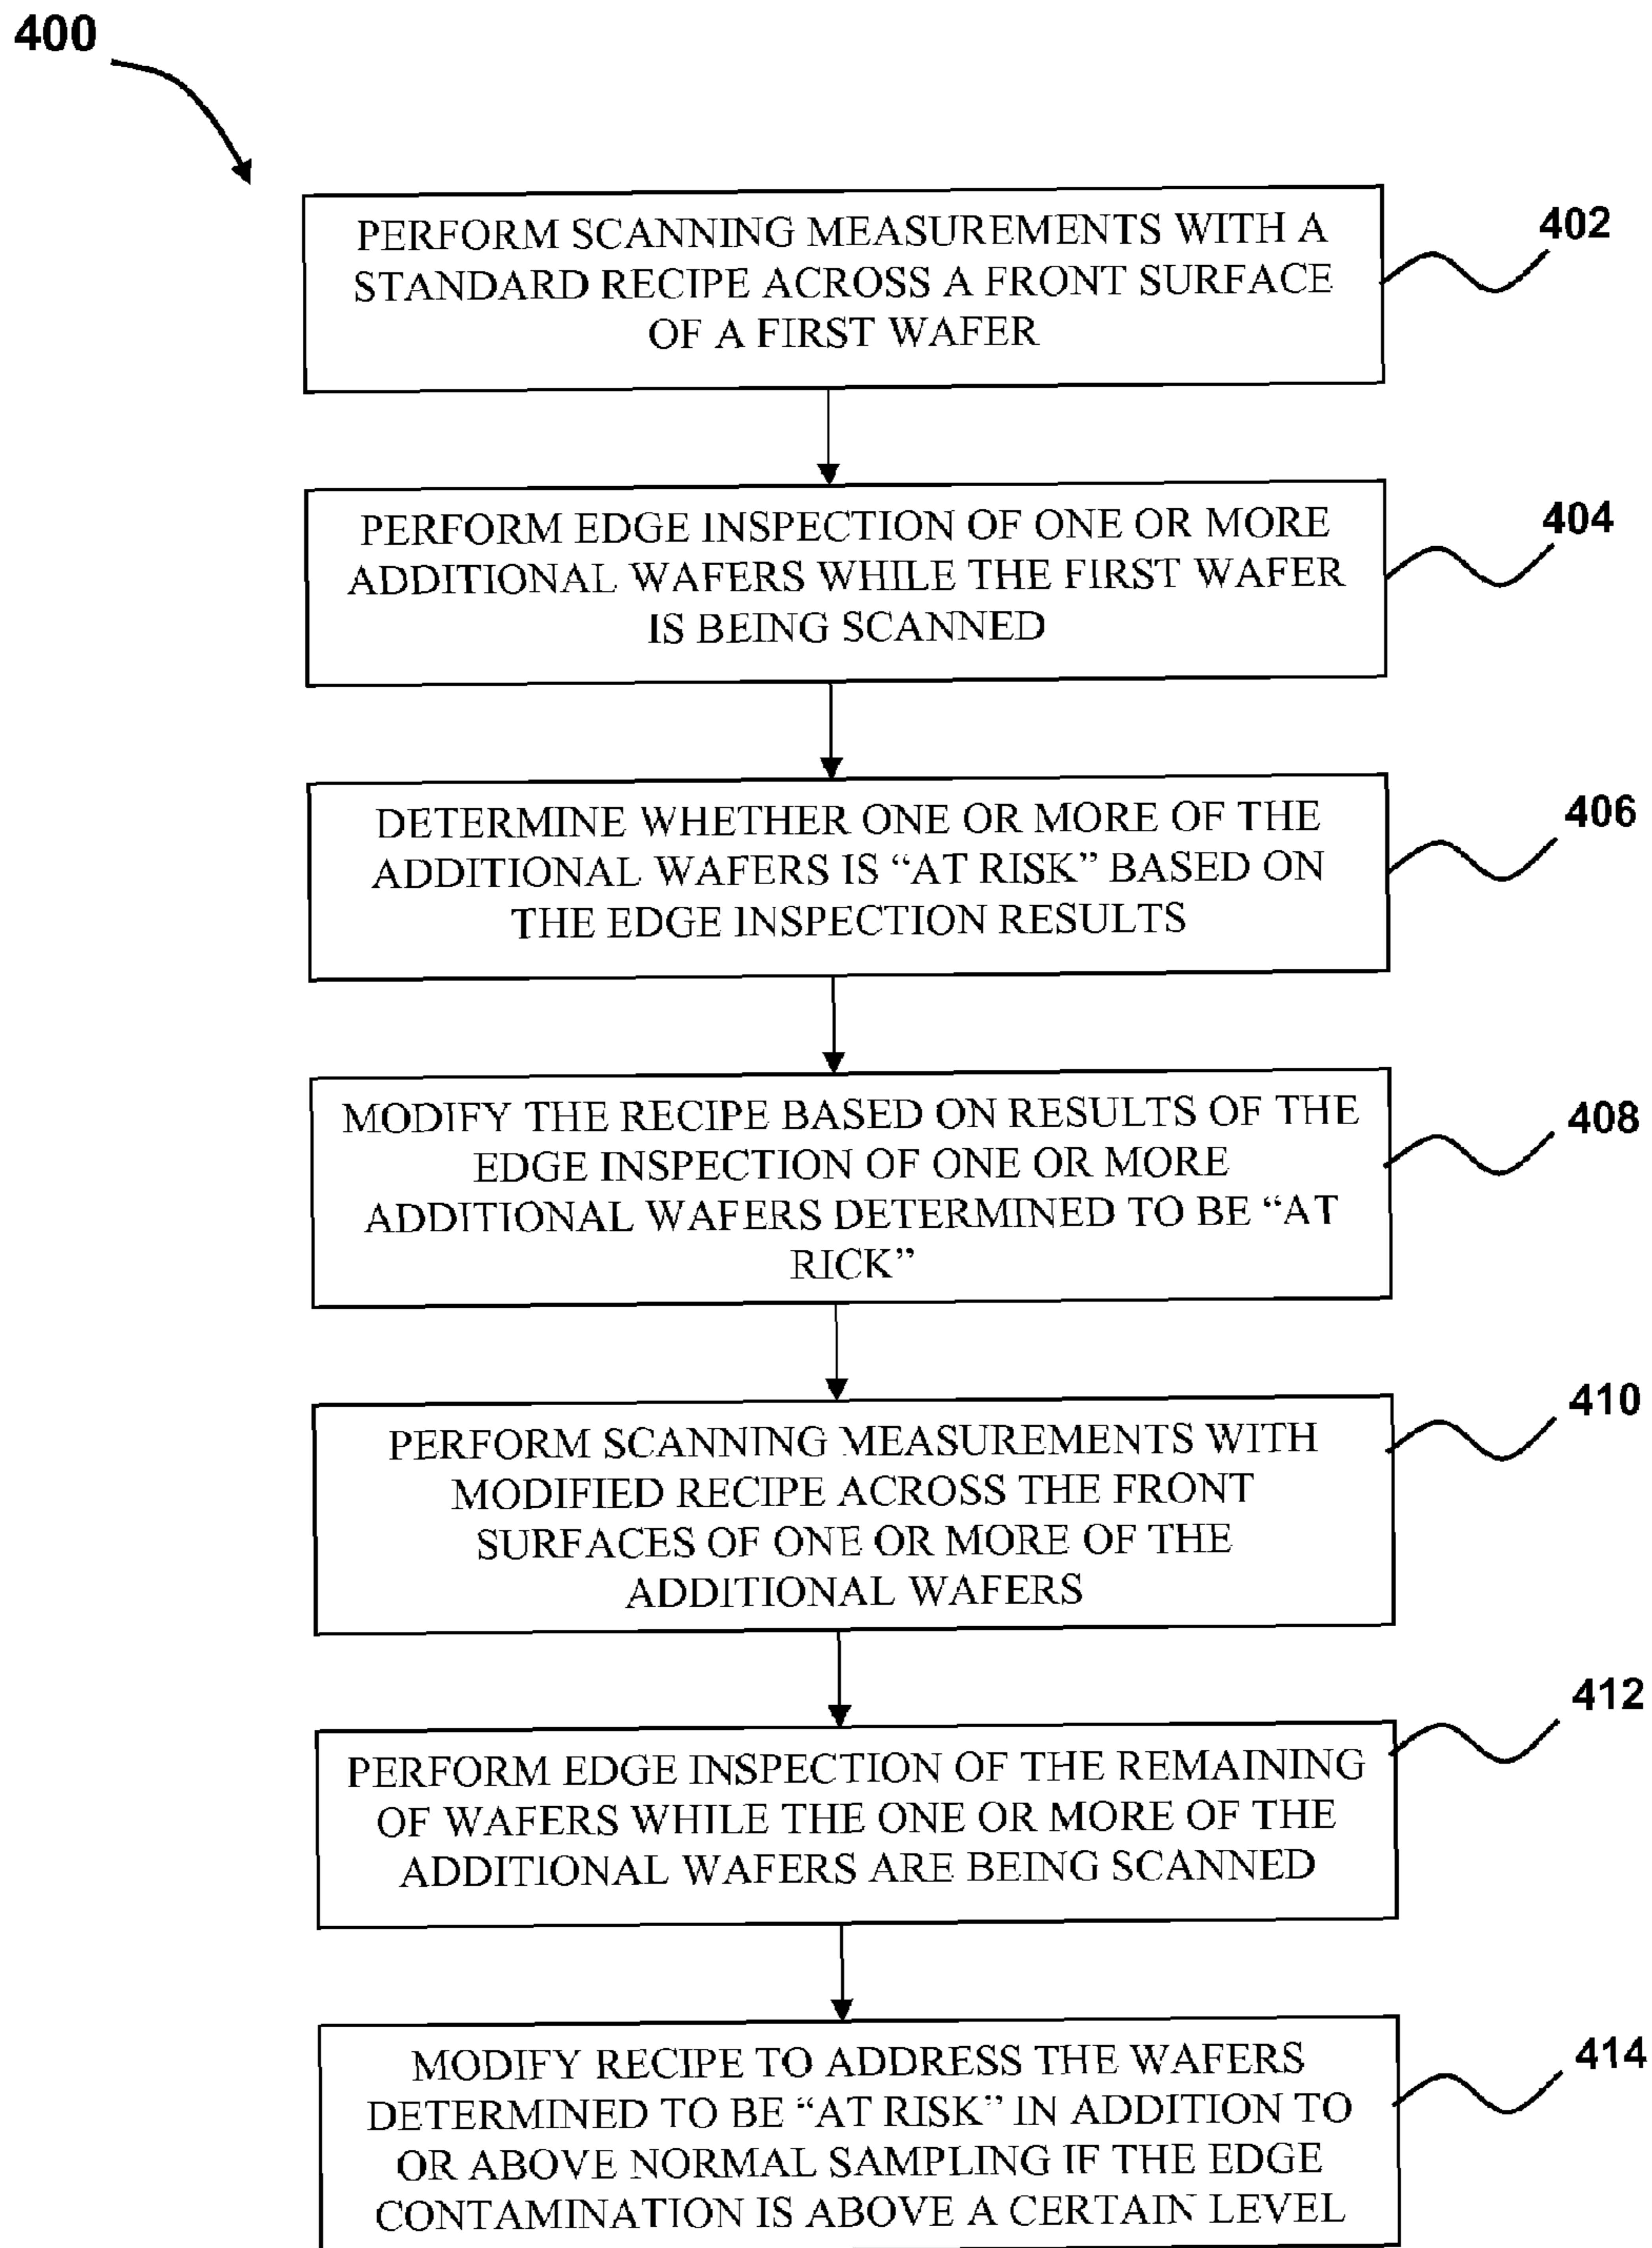 400
PERFORM SCANNING MEASUREMENTS WITH A
STANDARD RECIPE ACROSS A FRONT SURFACE
OF A FIRST WAFER
402
PERFORM EDGE INSPECTION OF ONE OR MORE
ADDITIONAL WAFERS WHILE THE FIRST WAFER
IS BEING SCANNED
404
DETERMINE WHETHER ONE OR MORE OF THE
ADDITIONAL WAFERS IS “AT RISK” BASED ON
THE EDGE INSPECTION RESULTS
406
MODIFY THE RECIPE BASED ON RESULTS OF THE
EDGE INSPECTION OF ONE OR MORE
ADDITIONAL WAFERS DETERMINED TO BE “AT
RICK”
408
PERFORM SCANNING MEASUREMENTS WITH
MODIFIED RECIPE ACROSS THE FRONT
SURFACES OF ONE OR MORE OF THE
ADDITIONAL WAFERS
410
PERFORM EDGE INSPECTION OF THE REMAINING
OF WAFERS WHILE THE ONE OR MORE OF THE
ADDITIONAL WAFERS ARE BEING SCANNED
412
MODIFY RECIPE TO ADDRESS THE WAFERS
DETERMINED TO BE “AT RISK” IN ADDITION TO
OR ABOVE NORMAL SAMPLING IF THE EDGE
CONTAMINATION IS ABOVE A CERTAIN LEVEL
414